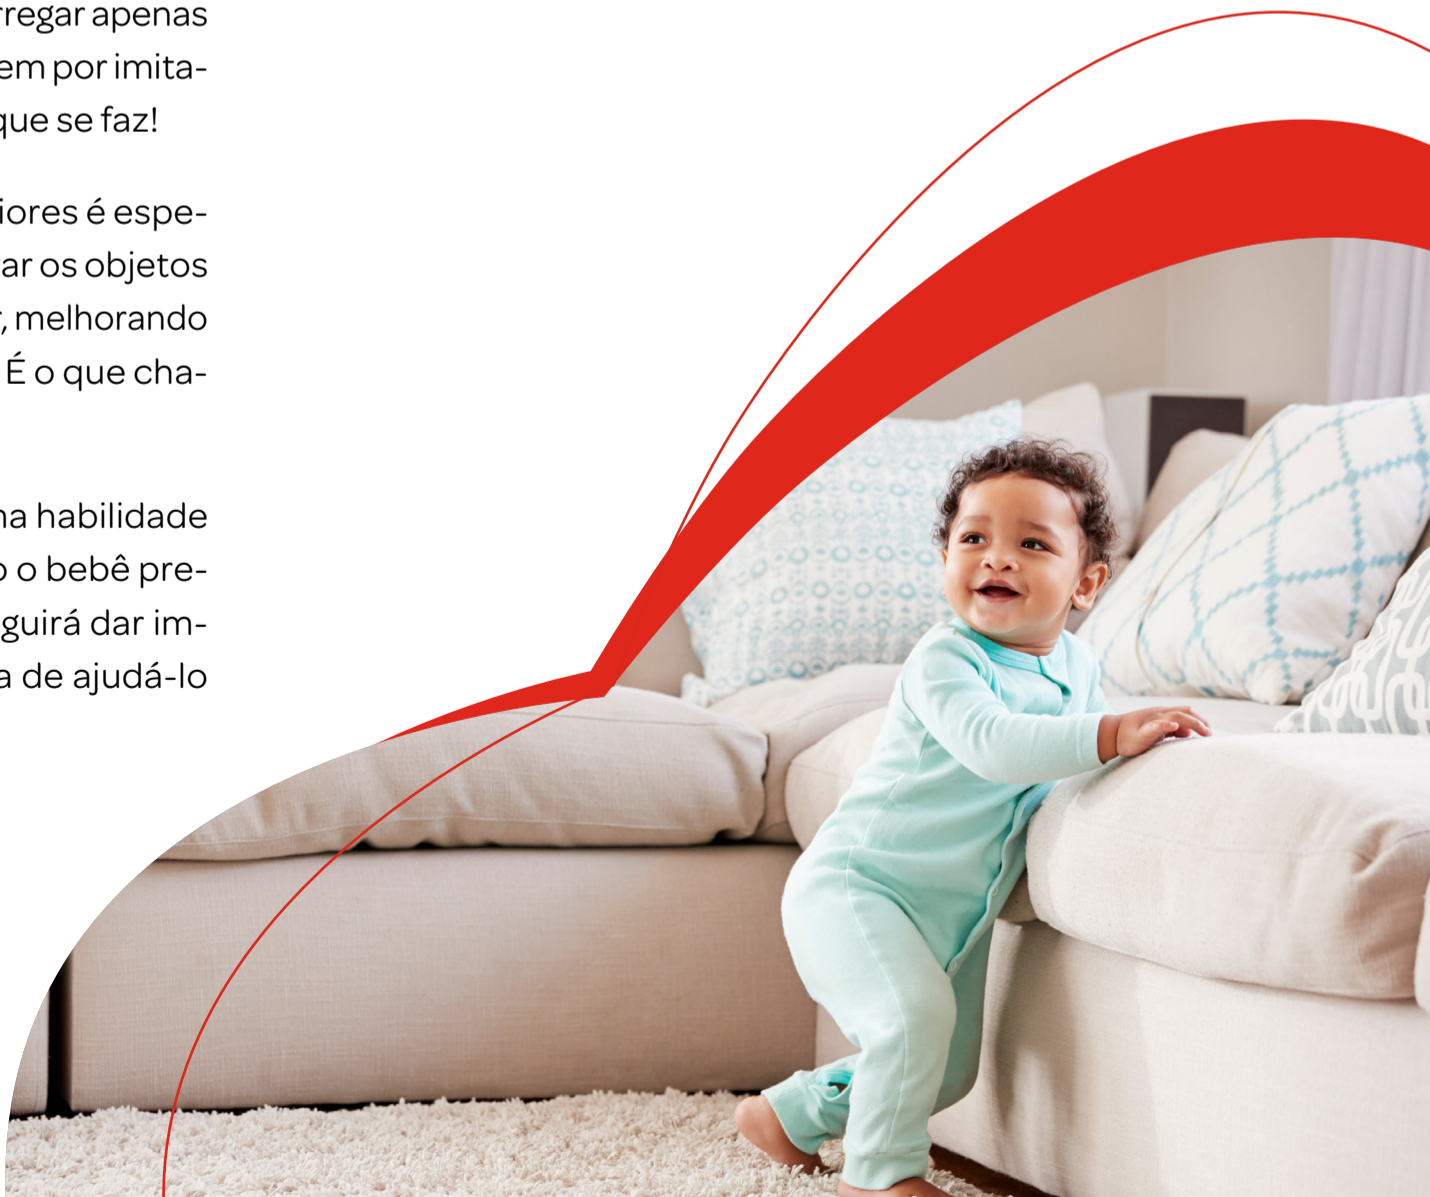 rregar apenas
em por imita-
que se faz!
iores é espe-
ar os objetos
, melhorando
É o que cha-
na habilidade
o o bebê pre-
guirá dar im-
a de ajudá-lo